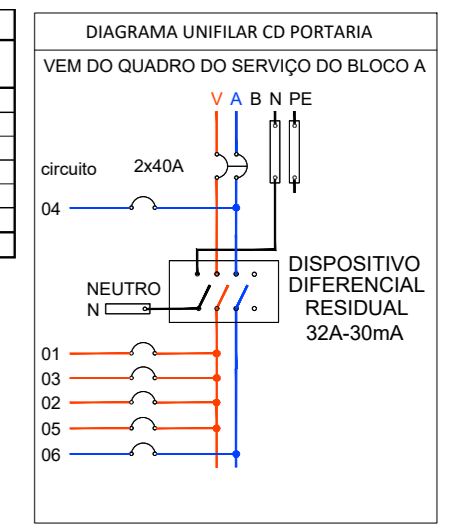 DIAGRAMA UNIFILAR CD PORTARIA
VEM DO QUADRO DO SERVIÇO DO BLOCO A
V A B N PE
circuito 2x40A
04
DISPOSITIVO
DIFERENCIAL
RESIDUAL
32A-30mA
NEUTRO
N
01
03
02
05
06